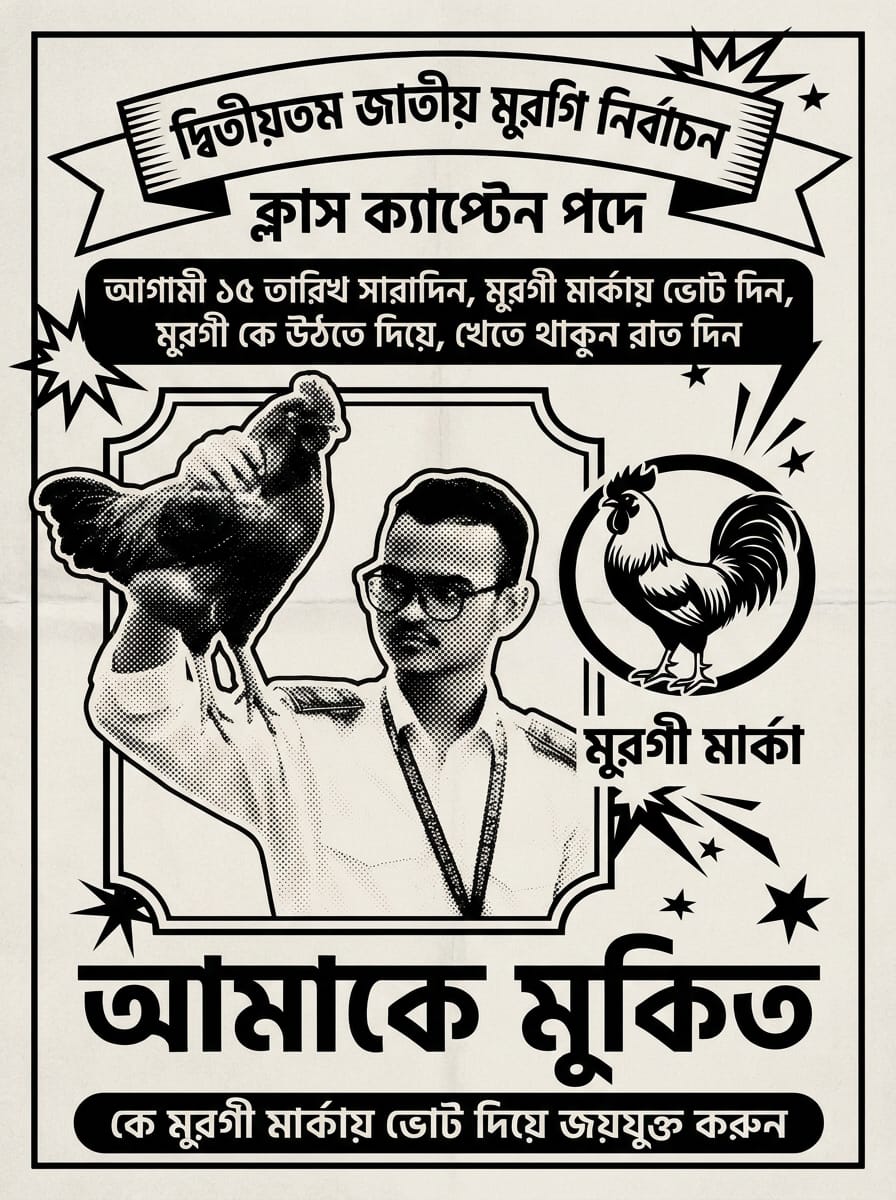 দ্বিতীয়তম জাতীয় মুরগি নির্বাচন
ক্লাস ক্যাপ্টেন পদে
আগামী ১৫ তারিখ সারাদিন, মুরগী মার্কায় ভোট দিন,
মুরগী কে উঠতে দিয়ে, খেতে থাকুন রাত দিন
মুরগী মার্কা
আমাকে মুকিত
কে মুরগী মার্কায় ভোট দিয়ে জয়যুক্ত করুন